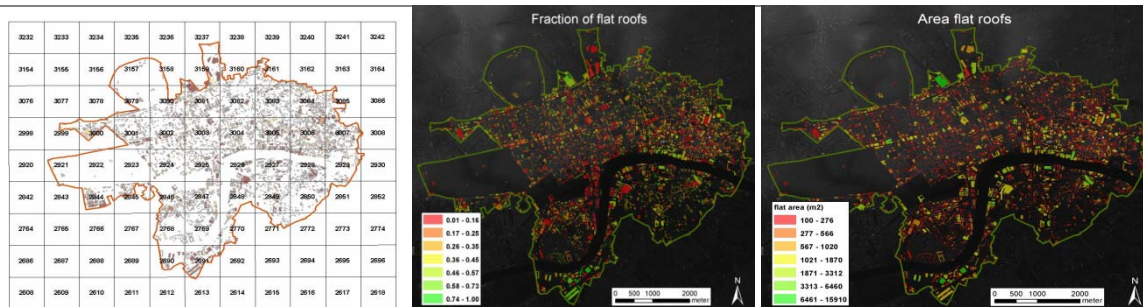 3232 3233 3234 3235 3236 3237 3238 3239 3240 3241 3242
3154 3155 3156 3157 3158 3159 3160 3161 3162 3163 3164
3076 3077 3078 3079 3080 3081 3082 3083 3084 3085 3086
2998 2999 3000 3001 3002 3003 3004 3005 3006 3007 3008
2920 2921 2922 2923 2924 2925 2926 2927 2928 2929 2930
2842 2843 2844 2845 2846 2847 2848 2849 2850 2851 2852
2764 2765 2766 2767 2768 2769 2770 2771 2772 2773 2774
2686 2687 2688 2689 2690 2691 2692 2693 2694 2695 2696
2608 2609 2610 2611 2612 2613 2614 2615 2616 2617 2618
Fraction of flat roofs
0.01 - 0.16
0.17 - 0.25
0.26 - 0.35
0.36 - 0.45
0.46 - 0.57
0.58 - 0.73
0.74 - 1.00
0 500 1000 2000
meter
N
Area flat roofs
flat area (m2)
100 - 276
277 - 566
567 - 1020
1021 - 1870
1871 - 3312
3313 - 6460
6461 - 15910
0 500 1000 2000
meter
N